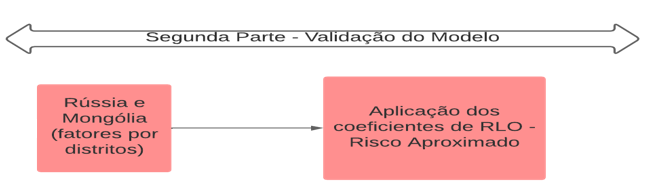 Segunda Parte - Validação do Modelo
Rússia e
Mongólia
(fatores por
distritos)
Aplicação dos
coeficientes de RLO -
Risco Aproximado